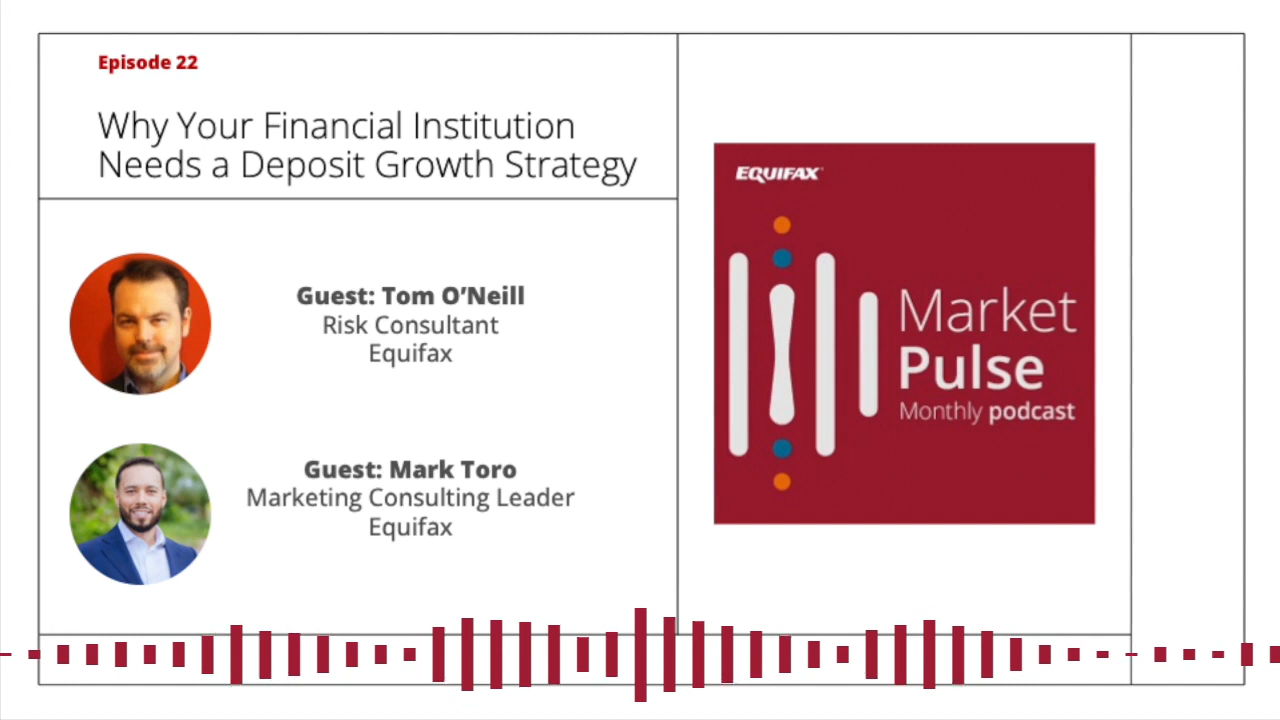 Episode 22
Why Your Financial Institution
Needs a Deposit Growth Strategy
Guest: Tom O’Neill
Risk Consultant
Equifax
Guest: Mark Toro
Marketing Consulting Leader
Equifax
EQUIFAX
Market
Pulse
Monthly podcast